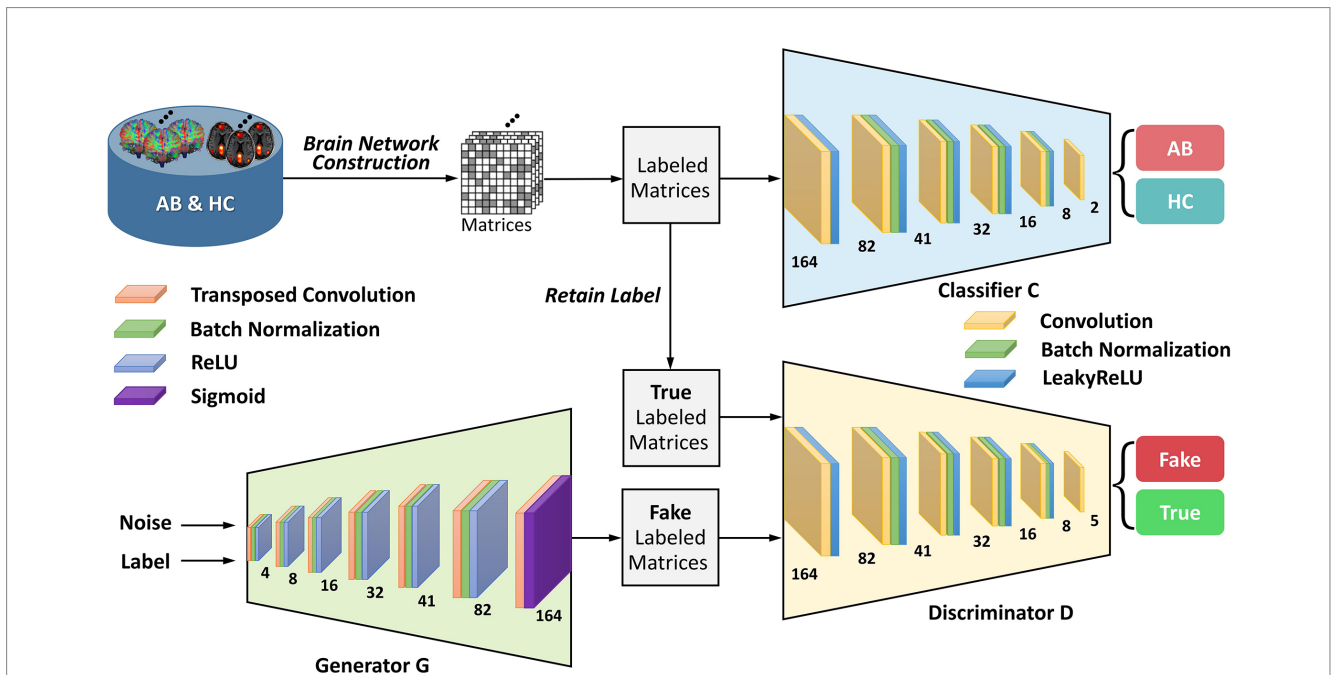 AB & HC
Brain Network
Construction
Matrices
Labeled
Matrices
164
82
41
32
16
8
2
Classifier C
AB
HC
Transposed Convolution
Batch Normalization
ReLU
Sigmoid
Retain Label
Convolution
Batch Normalization
LeakyReLU
True
Labeled
Matrices
Fake
Labeled
Matrices
Noise
Label
4
8
16
32
41
82
164
Generator G
164
82
41
32
16
8
5
Discriminator D
Fake
True